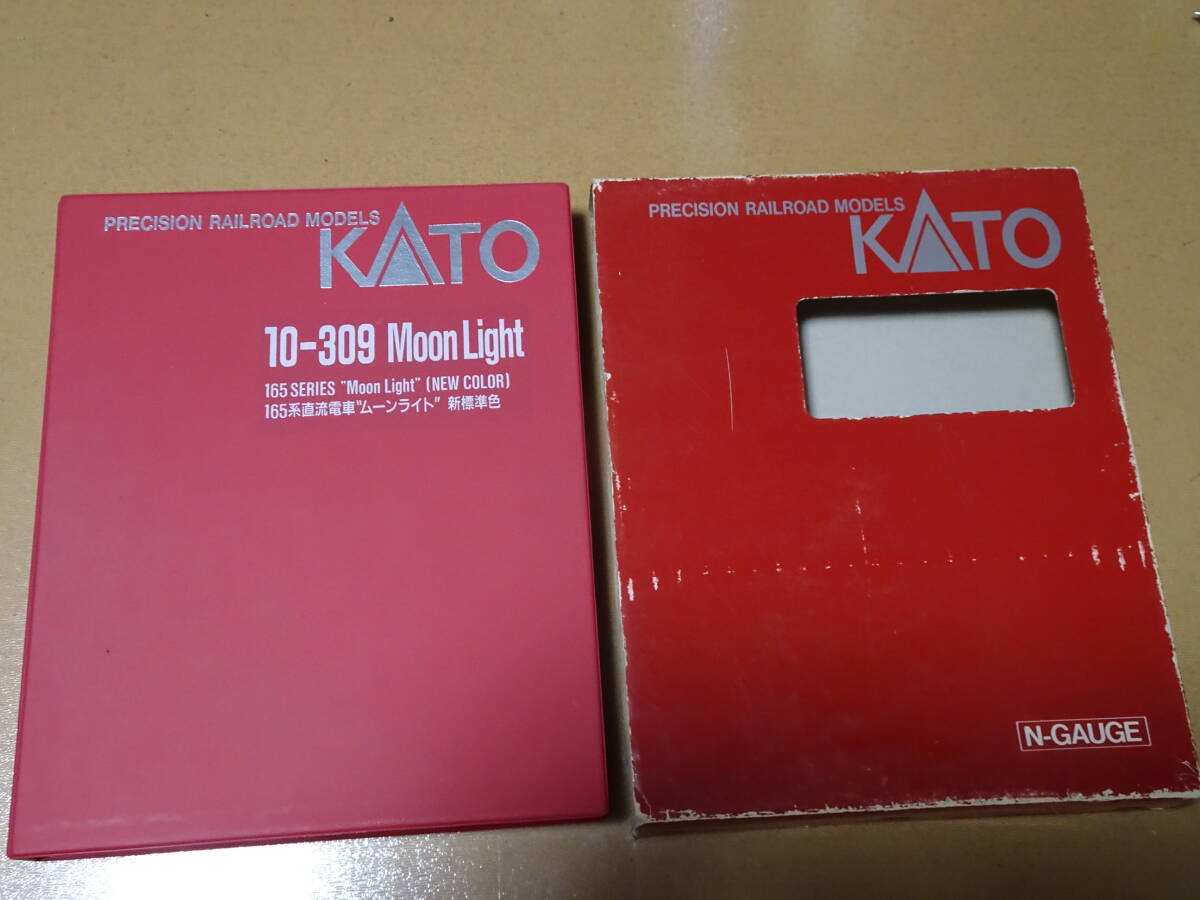 PRECISION RAILROAD MODELS
KATO
10-309 Moon Light
165 SERIES "Moon Light" (NEW COLOR)
165系直流電車"ムーンライト" 新標準色
PRECISION RAILROAD MODELS
KATO
N-GAUGE